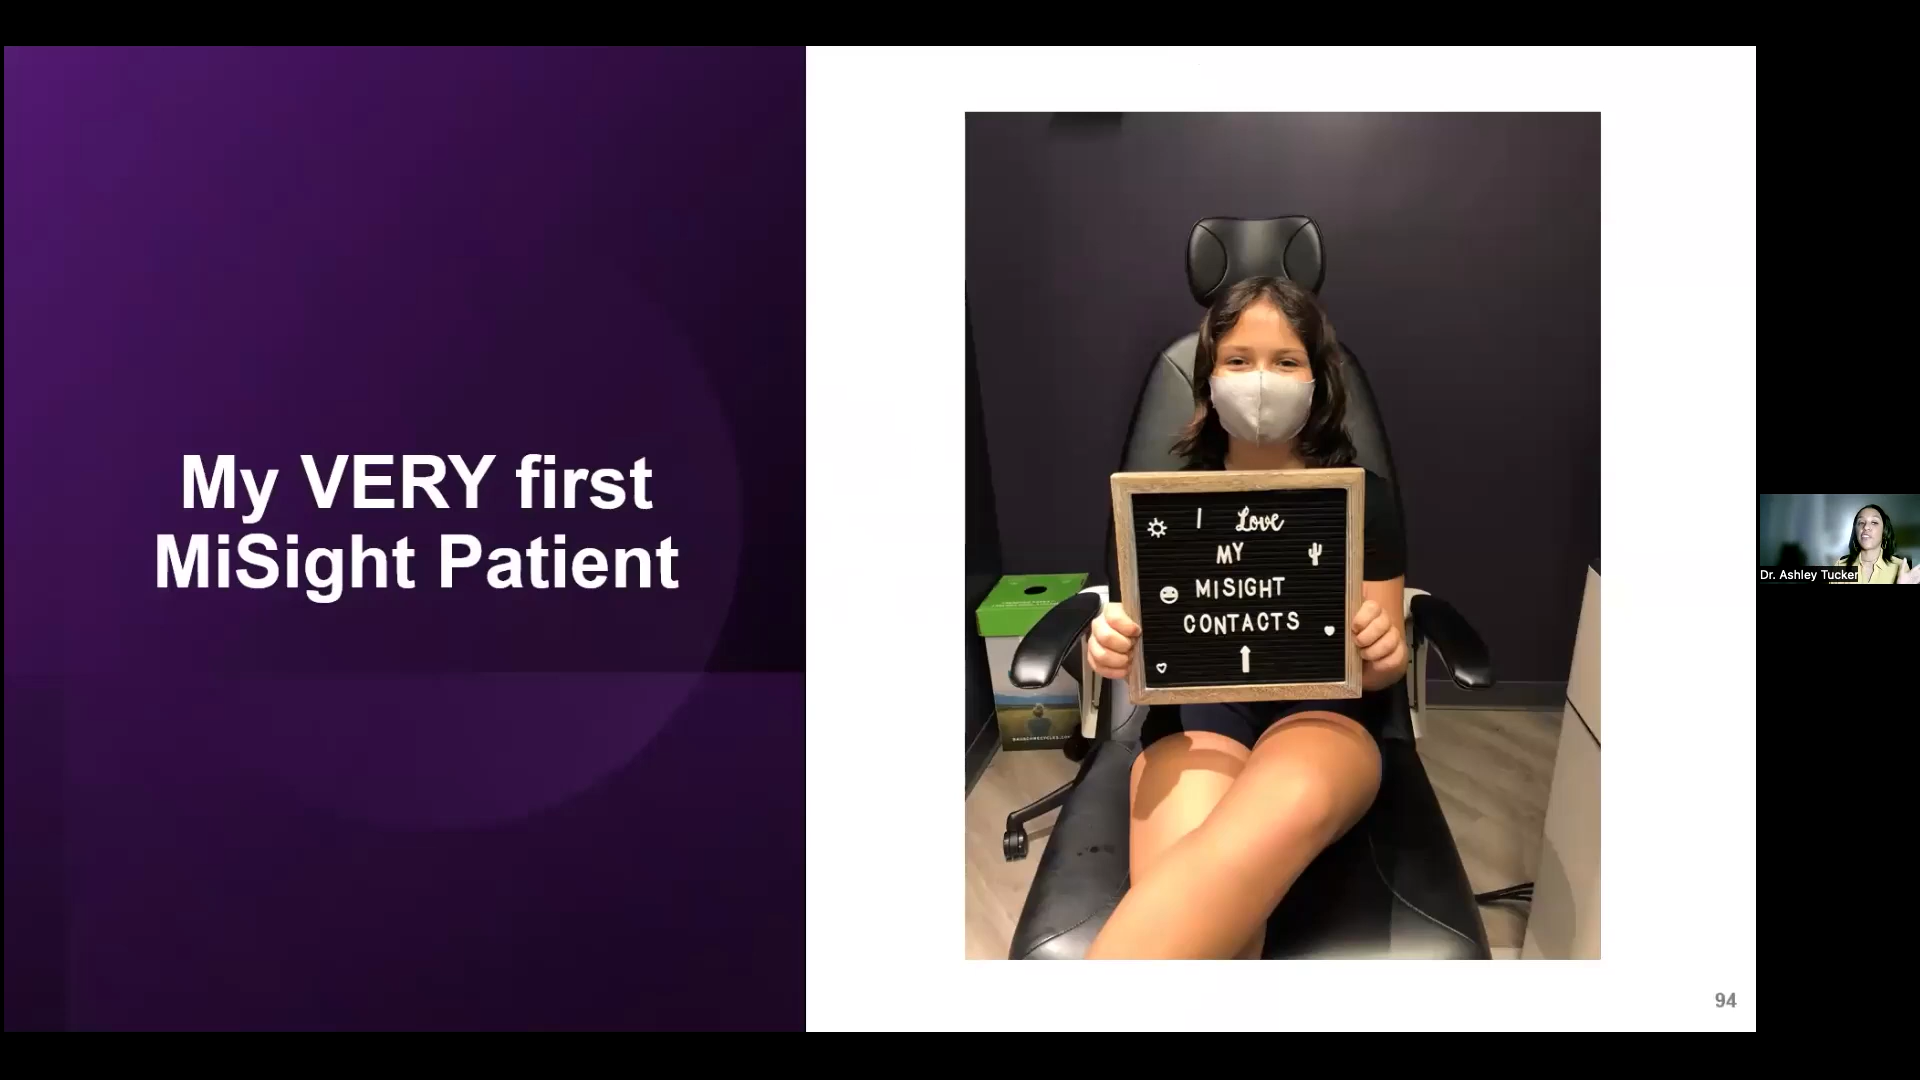 My VERY first
MiSight Patient
I Love
MY
MISIGHT
CONTACTS
94
Dr. Ashley Tucker